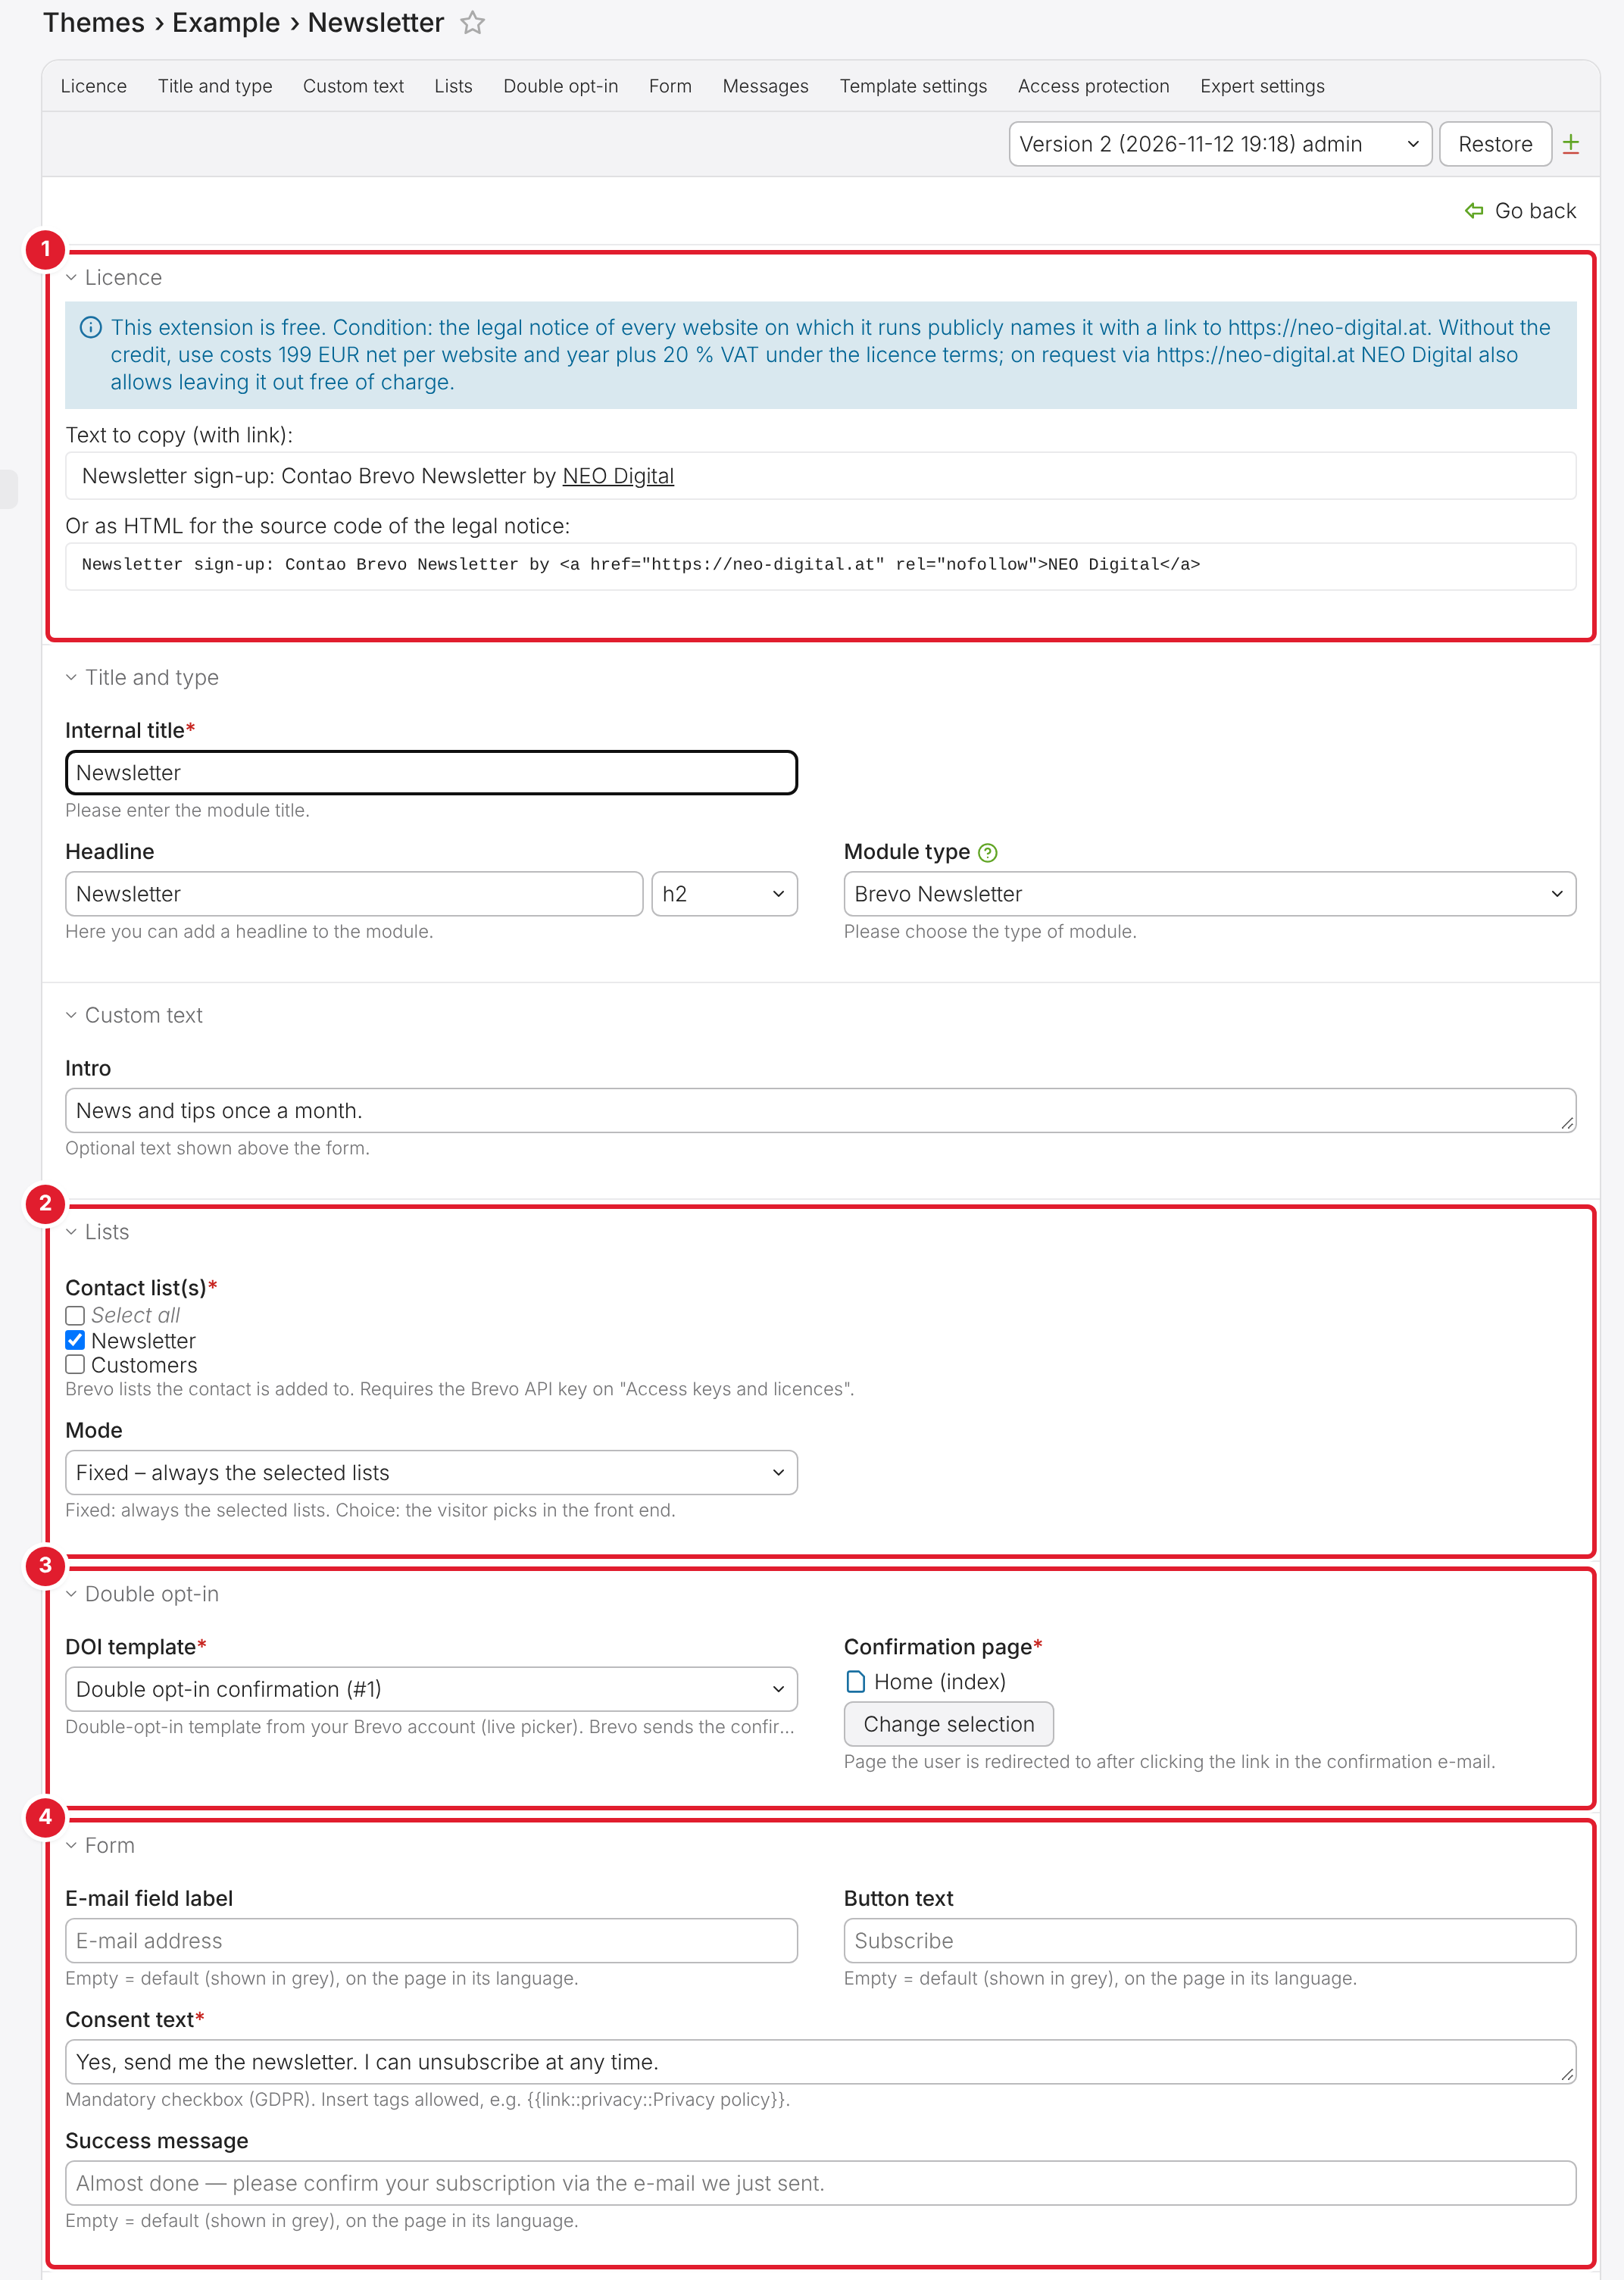 Themes › Example › Newsletter
Licence Title and type Custom text Lists Double opt-in Form Messages Template settings Access protection Expert settings
Version 2 (2026-11-12 19:18) admin Restore
Go back
1
Licence
This extension is free. Condition: the legal notice of every website on which it runs publicly names it with a link to https://neo-digital.at. Without the
credit, use costs 199 EUR net per website and year plus 20 % VAT under the licence terms; on request via https://neo-digital.at NEO Digital also
allows leaving it out free of charge.
Text to copy (with link):
Newsletter sign-up: Contao Brevo Newsletter by NEO Digital
Or as HTML for the source code of the legal notice:
Newsletter sign-up: Contao Brevo Newsletter by <a href="https://neo-digital.at" rel="nofollow">NEO Digital</a>
Title and type
Internal title*
Newsletter
Please enter the module title.
Headline Module type
Newsletter h2 Brevo Newsletter
Here you can add a headline to the module. Please choose the type of module.
Custom text
Intro
News and tips once a month.
Optional text shown above the form.
2
Lists
Contact list(s)*
Select all
Newsletter
Customers
Brevo lists the contact is added to. Requires the Brevo API key on "Access keys and licences".
Mode
Fixed – always the selected lists
Fixed: always the selected lists. Choice: the visitor picks in the front end.
3
Double opt-in
DOI template* Confirmation page*
Home (index)
Double opt-in confirmation (#1)
Change selection
Double-opt-in template from your Brevo account (live picker). Brevo sends the confir...
Page the user is redirected to after clicking the link in the confirmation e-mail.
4
Form
E-mail field label Button text
E-mail address Subscribe
Empty = default (shown in grey), on the page in its language. Empty = default (shown in grey), on the page in its language.
Consent text*
Yes, send me the newsletter. I can unsubscribe at any time.
Mandatory checkbox (GDPR). Insert tags allowed, e.g. {{link::privacy::Privacy policy}}.
Success message
Almost done — please confirm your subscription via the e-mail we just sent.
Empty = default (shown in grey), on the page in its language.